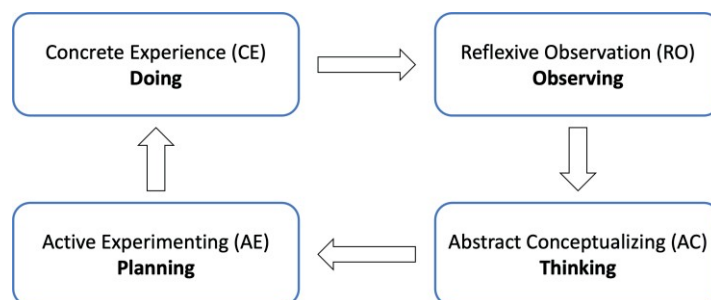 Concrete Experience (CE)
Doing
Reflexive Observation (RO)
Observing
Active Experimenting (AE)
Planning
Abstract Conceptualizing (AC)
Thinking